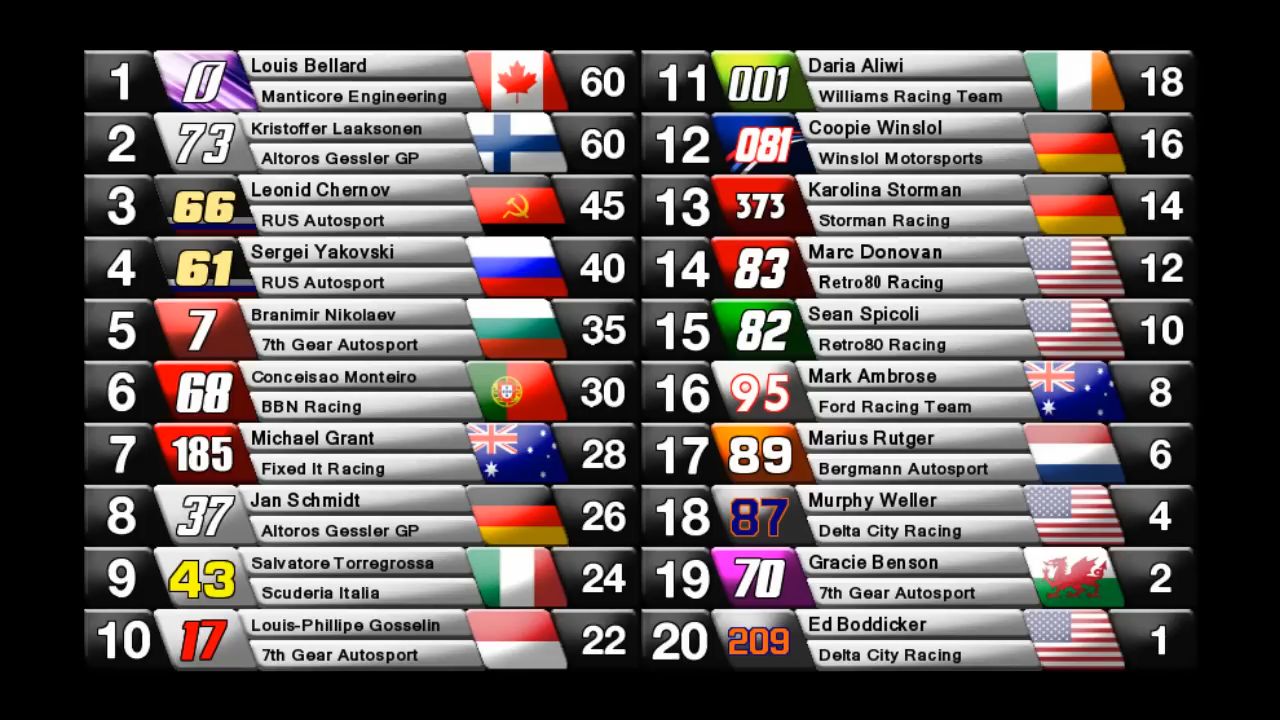 1 0 Louis Bellard 60
Manticore Engineering
2 73 Kristoffer Laaksonen 60
Altoros Gessler GP
3 66 Leonid Chernov 45
RUS Autosport
4 61 Sergei Yakovski 40
RUS Autosport
5 7 Branimir Nikolaev 35
7th Gear Autosport
6 68 Conceisao Monteiro 30
BBN Racing
7 185 Michael Grant 28
Fixed It Racing
8 37 Jan Schmidt 26
Altoros Gessler GP
9 43 Salvatore Torregrossa 24
Scuderia Italia
10 17 Louis-Phillipe Gosselin 22
7th Gear Autosport
11 001 Daria Aliwi 18
Williams Racing Team
12 081 Coopie Winslol 16
Winslol Motorsports
13 373 Karolina Storman 14
Storman Racing
14 83 Marc Donovan 12
Retro80 Racing
15 82 Sean Spicoli 10
Retro80 Racing
16 95 Mark Ambrose 8
Ford Racing Team
17 89 Marius Rutger 6
Bergmann Autosport
18 87 Murphy Weller 4
Delta City Racing
19 70 Gracie Benson 2
7th Gear Autosport
20 209 Ed Boddicker 1
Delta City Racing